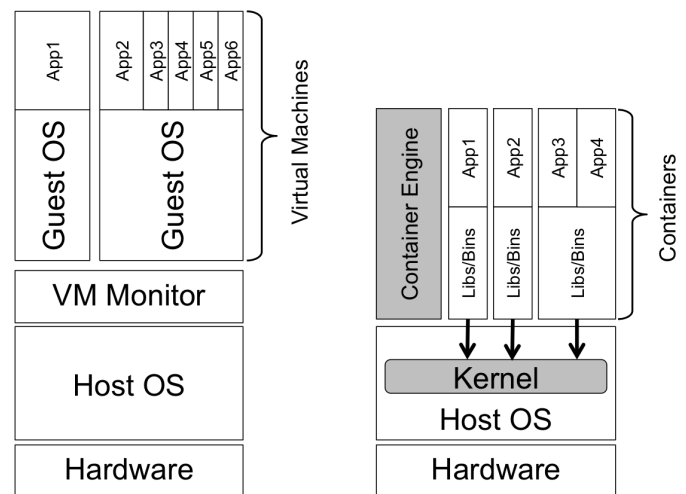 App1
App2
App3
App4
App5
App6
Guest OS
Guest OS
Virtual Machines
VM Monitor
Host OS
Hardware
Container Engine
App1
App2
App3
App4
Libs/Bins
Libs/Bins
Libs/Bins
Containers
Kernel
Host OS
Hardware